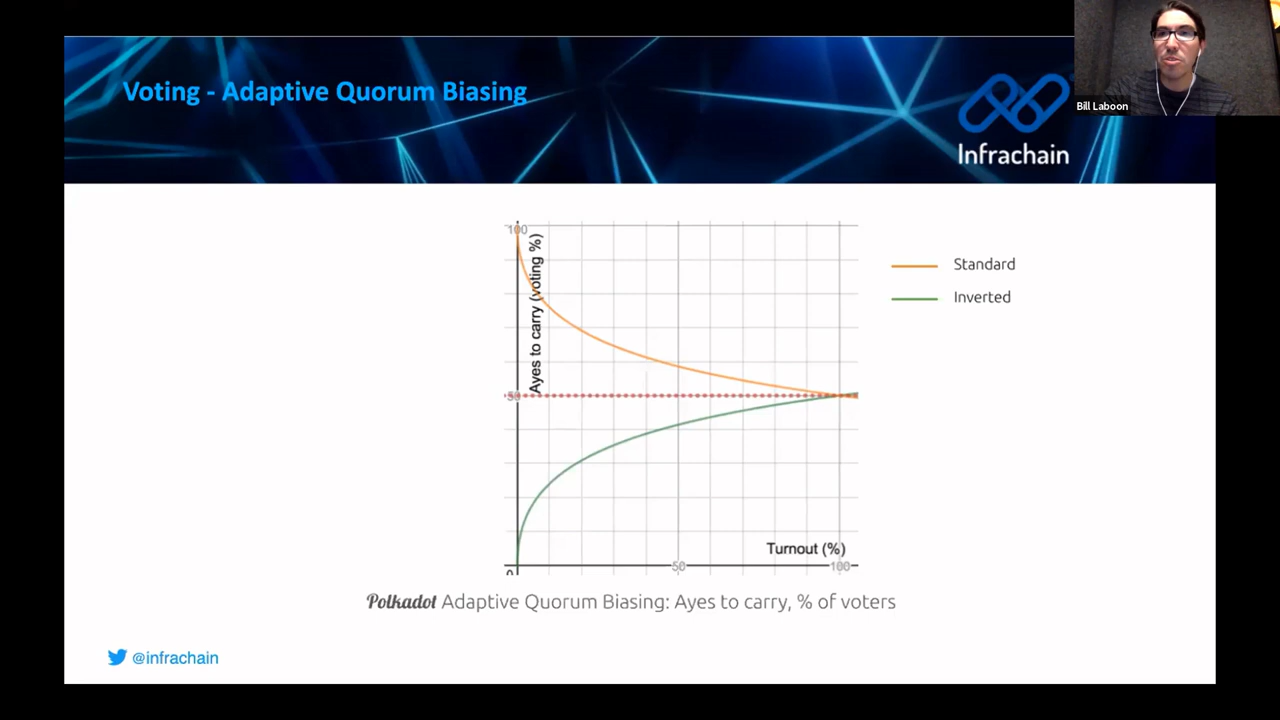 Voting - Adaptive Quorum Biasing
Infrachain
Bill Laboon
100
Ayes to carry (voting %)
Standard
Inverted
50
Turnout (%)
0
50
100
Polkadot Adaptive Quorum Biasing: Ayes to carry, % of voters
@infrachain